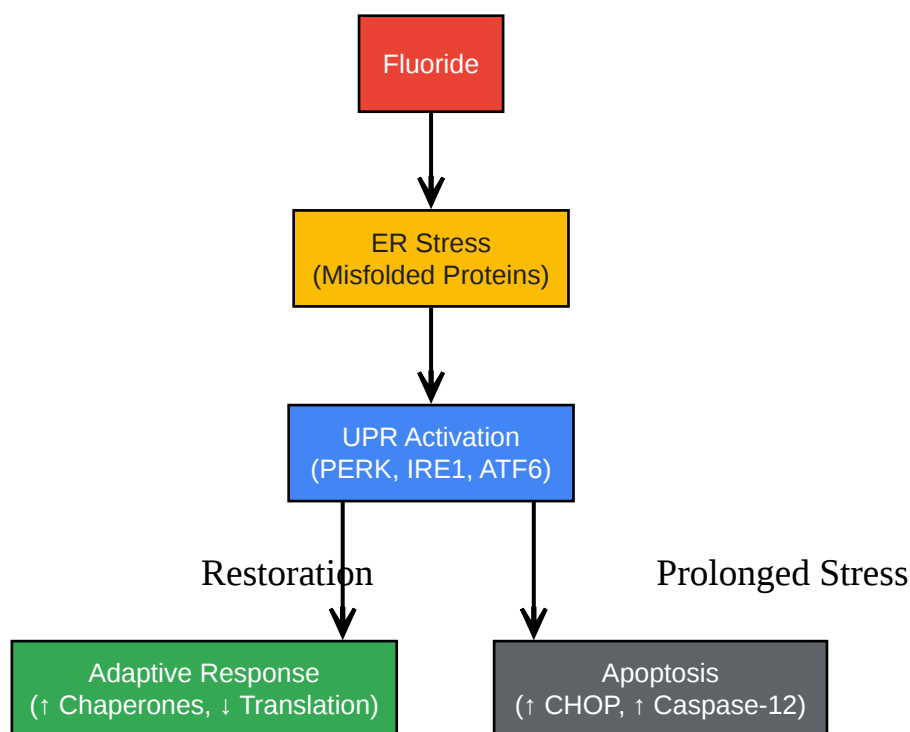 Fluoride
ER Stress
(Misfolded Proteins)
UPR Activation
(PERK, IRE1, ATF6)
Restoration
Prolonged Stress
Adaptive Response
(↑ Chaperones, ↓ Translation)
Apoptosis
(↑ CHOP, ↑ Caspase-12)